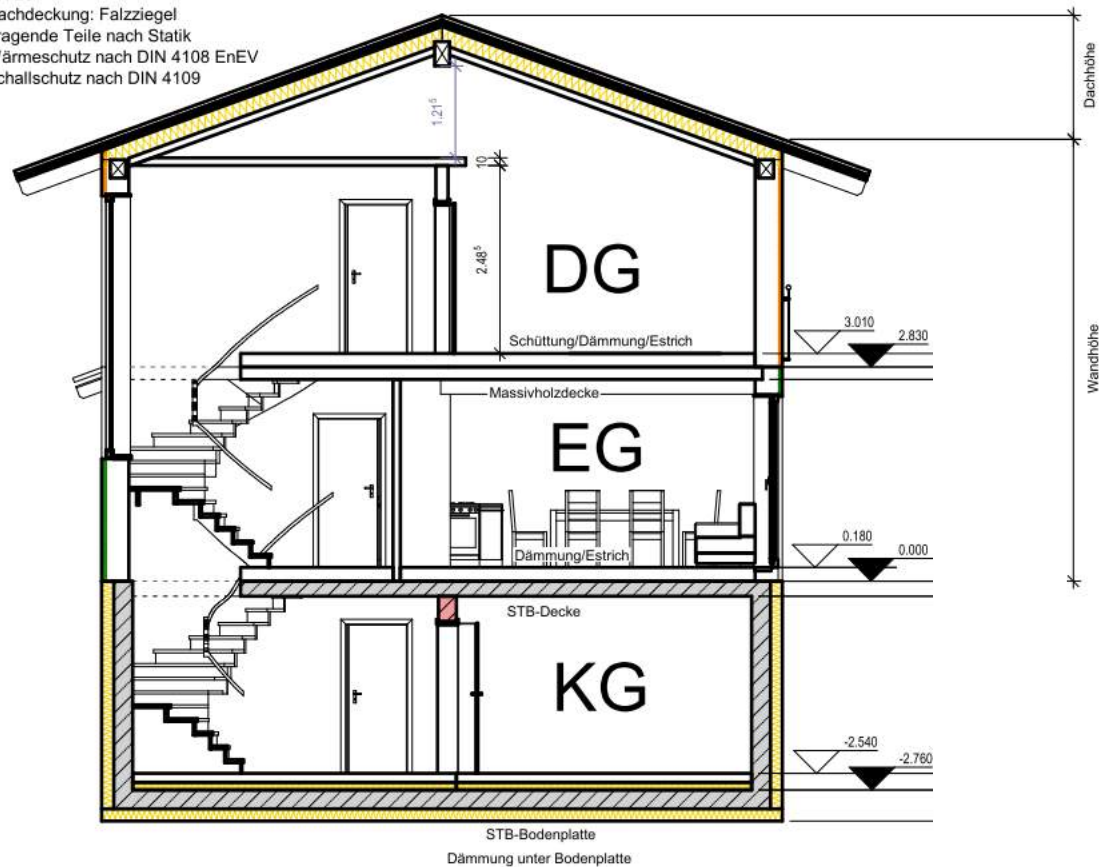 achdeckung: Falzziegel
ragende Teile nach Statik
ärmeschutz nach DIN 4108 EnEV
challschutz nach DIN 4109
Dachhöhe
1.21⁵
10
2.48⁵
DG
Schüttung/Dämmung/Estrich
3.010
2.830
Wandhöhe
Massivholzdecke
EG
Dämmung/Estrich
0.180
0.000
STB-Decke
KG
-2.540
-2.760
STB-Bodenplatte
Dämmung unter Bodenplatte